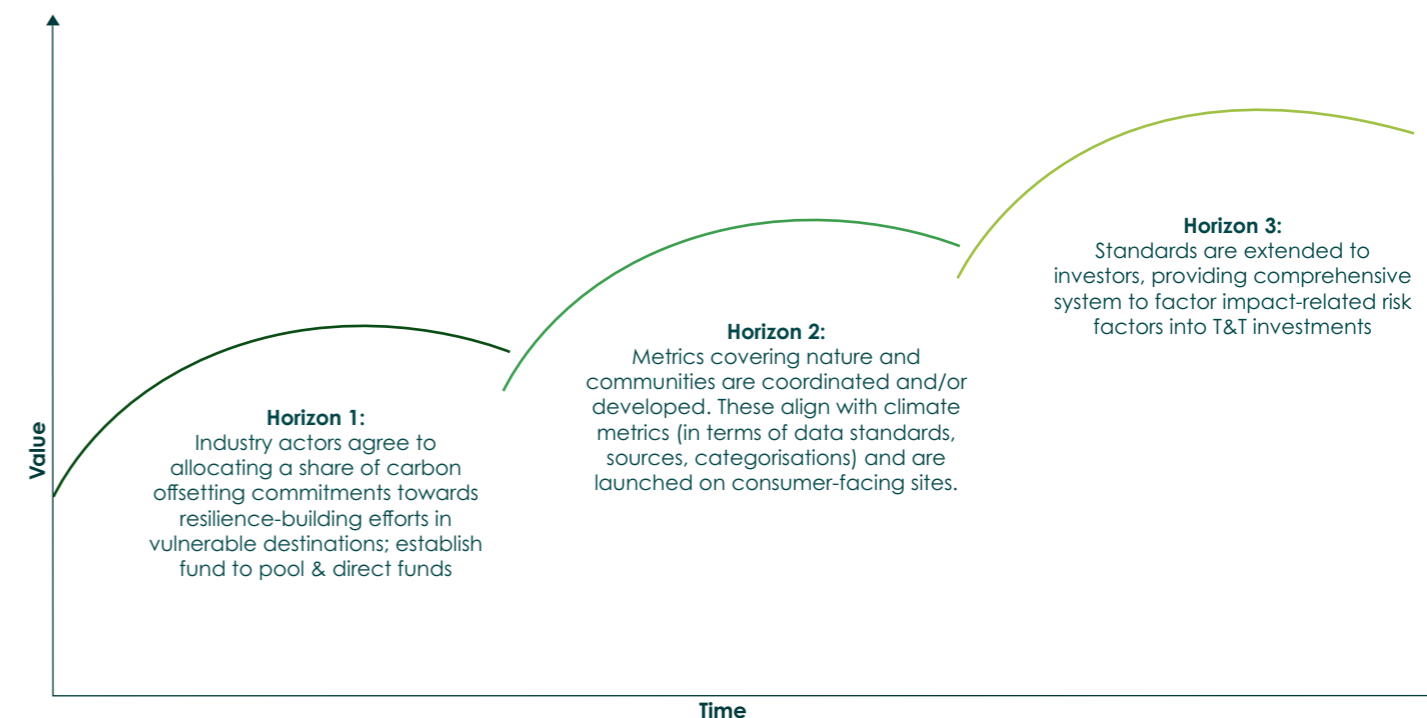 Value
Horizon 1:
Industry actors agree to
allocating a share of carbon
offsetting commitments towards
resilience-building efforts in
vulnerable destinations; establish
fund to pool & direct funds
Horizon 2:
Metrics covering nature and
communities are coordinated and/or
developed. These align with climate
metrics (in terms of data standards,
sources, categorisations) and are
launched on consumer-facing sites.
Horizon 3:
Standards are extended to
investors, providing comprehensive
system to factor impact-related risk
factors into T&T investments
Time